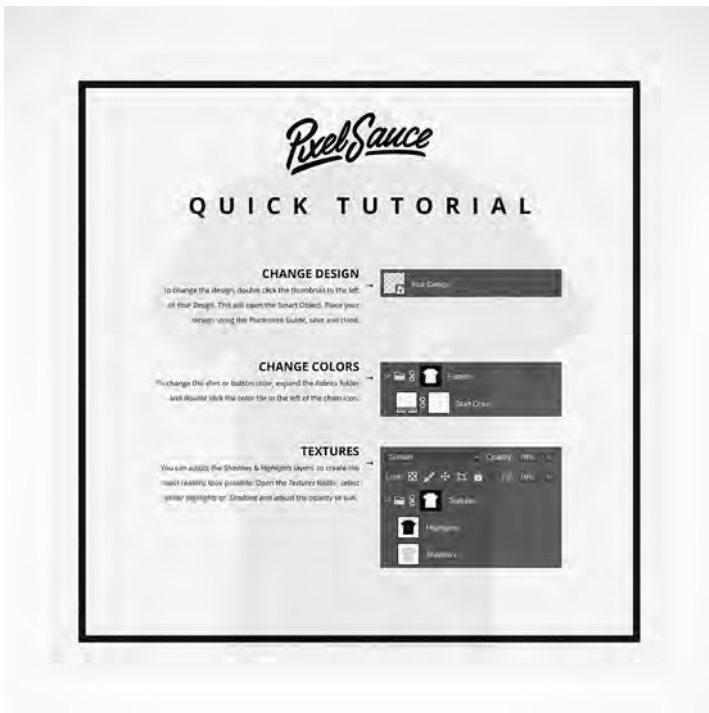 PixelSauce
QUICK TUTORIAL
CHANGE DESIGN
To change the design, double click the thumbnail to the left
of Your Design. This will open the Smart Object. Place your
design using the Placement Guide, save and close.
Your Design
CHANGE COLORS
To change the shirt or button color, expand the Fabrics folder
and double click the color tile to the left of the chain icon.
Fabrics
Shirt Color
TEXTURES
You can adjust the Shadows & Highlights layers to create the
most realistic look possible. Open the Textures folder, select
either Highlights or Shadows and adjust the opacity to suit.
Screen
Opacity:
Lock:
Textures
Highlights
Shadows